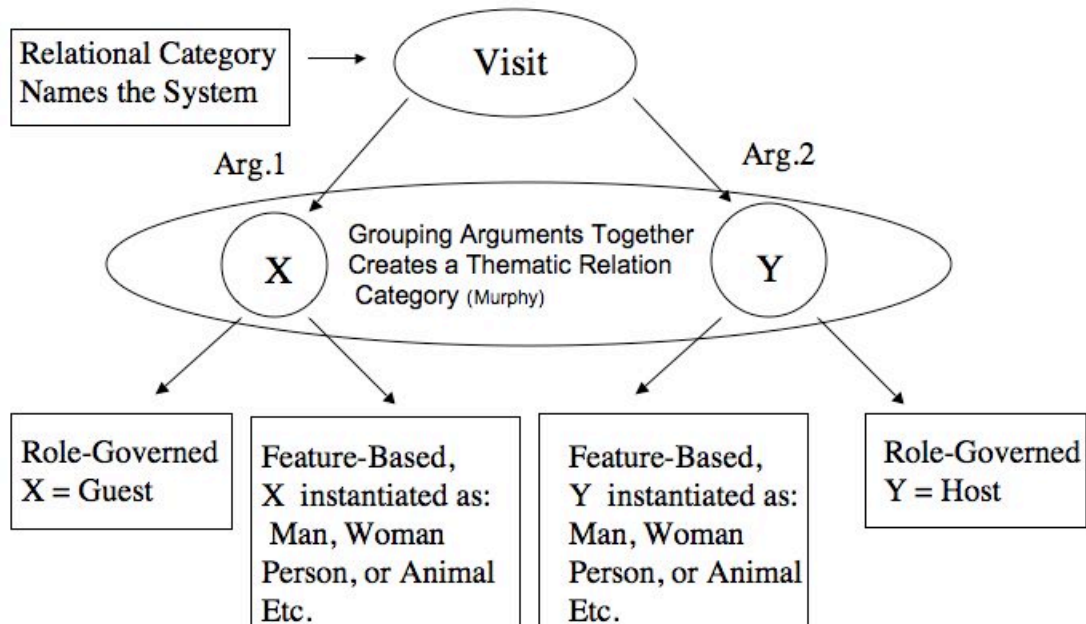 Relational Category
Names the System
Visit
Arg.1
Arg.2
X
Grouping Arguments Together
Creates a Thematic Relation
Category (Murphy)
Y
Role-Governed
X = Guest
Feature-Based,
X instantiated as:
Man, Woman
Person, or Animal
Etc.
Feature-Based,
Y instantiated as:
Man, Woman
Person, or Animal
Etc.
Role-Governed
Y = Host